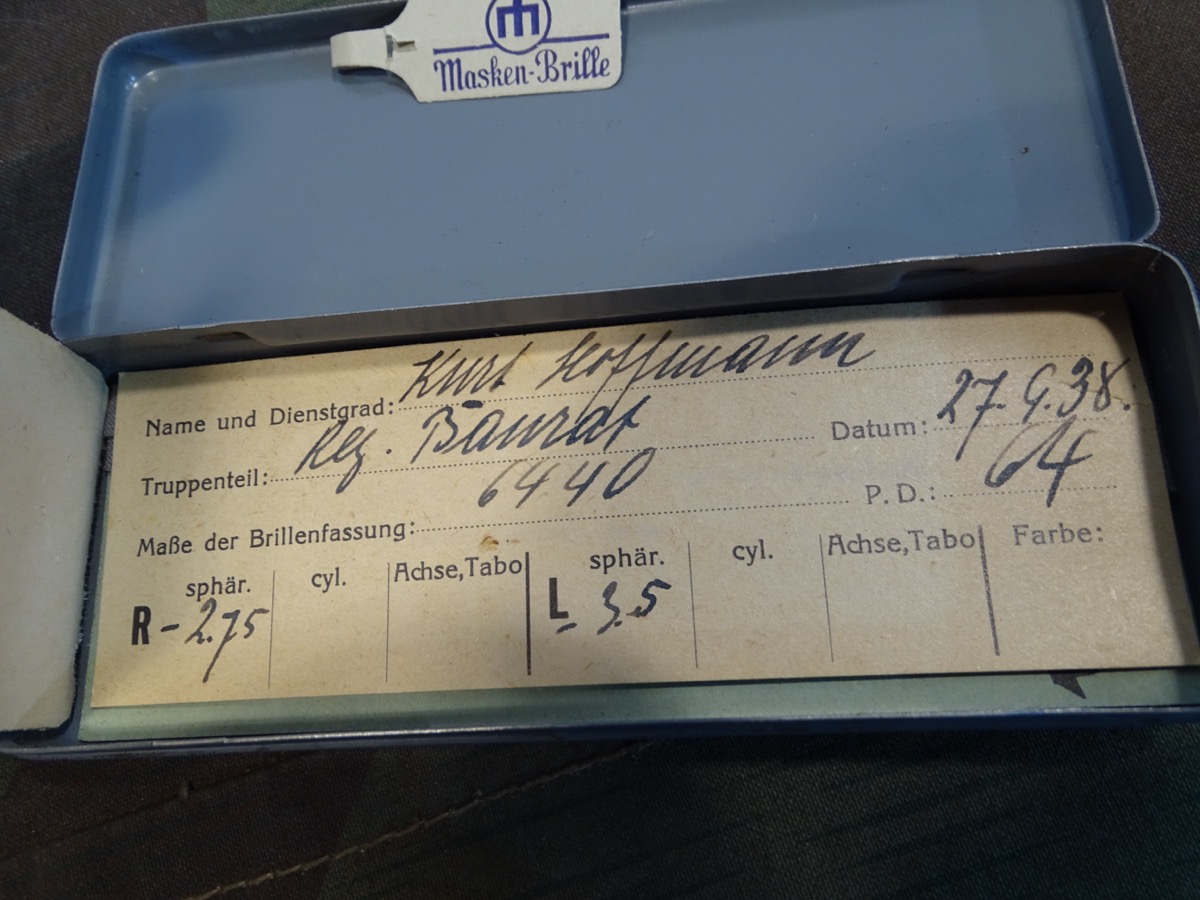 Masken-Brille
Name und Dienstgrad: Kurt Hoffmann
Truppenteil: Reg. Baurat Datum: 27.9.38.
Maße der Brillenfassung: 6440 P.D.: 64
sphär. cyl. Achse,Tabo sphär. cyl. Achse,Tabo Farbe:
R - 2.75 L - 3.5